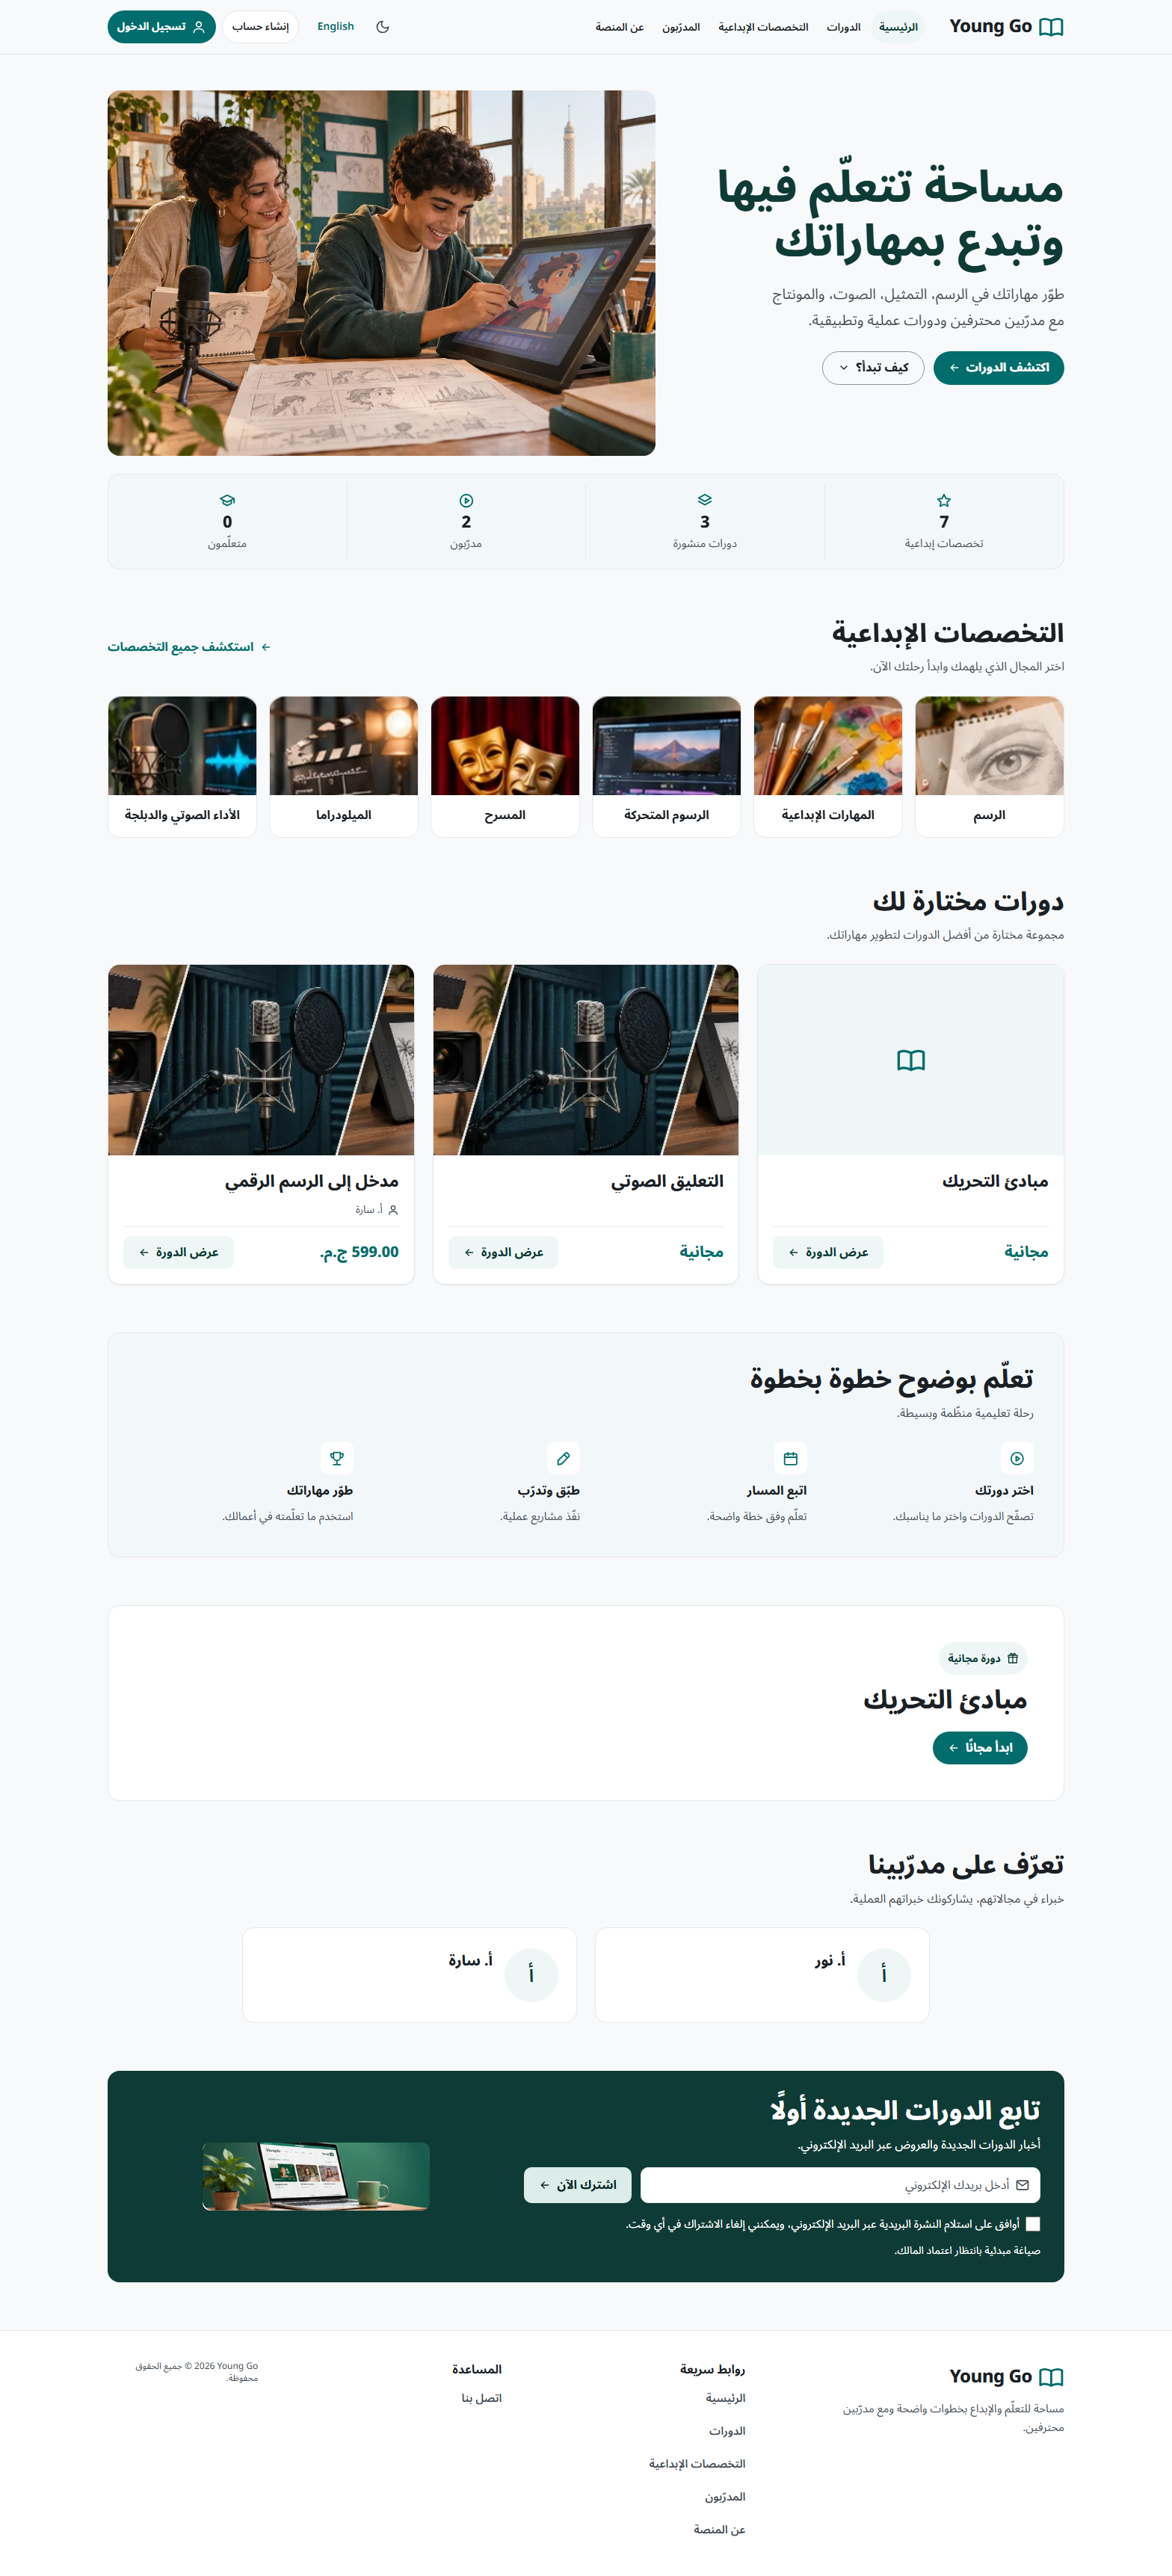 Young Go
الرئيسية
الدورات
التخصصات الإبداعية
المدرّبون
عن المنصة
English
إنشاء حساب
تسجيل الدخول
مساحة تتعلّم فيها
وتبدع بمهاراتك
طوّر مهاراتك في الرسم، التمثيل، الصوت، والمونتاج
مع مدرّبين محترفين ودورات عملية وتطبيقية.
اكتشف الدورات
كيف تبدأ؟
7
تخصصات إبداعية
3
دورات منشورة
2
مدرّبون
0
متعلّمون
التخصصات الإبداعية
اختر المجال الذي يلهمك وابدأ رحلتك الآن.
استكشف جميع التخصصات
الرسم
المهارات الإبداعية
الرسوم المتحركة
المسرح
الميلودراما
الأداء الصوتي والدبلجة
دورات مختارة لك
مجموعة مختارة من أفضل الدورات لتطوير مهاراتك.
مبادئ التحريك
مجانية
عرض الدورة
التعليق الصوتي
مجانية
عرض الدورة
مدخل إلى الرسم الرقمي
أ. سارة
599.00 ج.م.
عرض الدورة
تعلّم بوضوح خطوة بخطوة
رحلة تعليمية منظّمة وبسيطة.
اختر دورتك
تصفّح الدورات واختر ما يناسبك.
اتبع المسار
تعلّم وفق خطة واضحة.
طبّق وتدرّب
نفّذ مشاريع عملية.
طوّر مهاراتك
استخدم ما تعلّمته في أعمالك.
دورة مجانية
مبادئ التحريك
ابدأ مجانًا
تعرّف على مدرّبينا
خبراء في مجالاتهم، يشاركونك خبراتهم العملية.
أ
أ. نور
أ
أ. سارة
تابع الدورات الجديدة أولًا
أخبار الدورات الجديدة والعروض عبر البريد الإلكتروني.
أدخل بريدك الإلكتروني
اشترك الآن
أوافق على استلام النشرة البريدية عبر البريد الإلكتروني، ويمكنني إلغاء الاشتراك في أي وقت.
صياغة مبدئية بانتظار اعتماد المالك.
Young Go
مساحة للتعلّم والإبداع بخطوات واضحة ومع مدرّبين
محترفين.
روابط سريعة
الرئيسية
الدورات
التخصصات الإبداعية
المدرّبون
عن المنصة
المساعدة
اتصل بنا
2026 Young Go © جميع الحقوق
محفوظة.